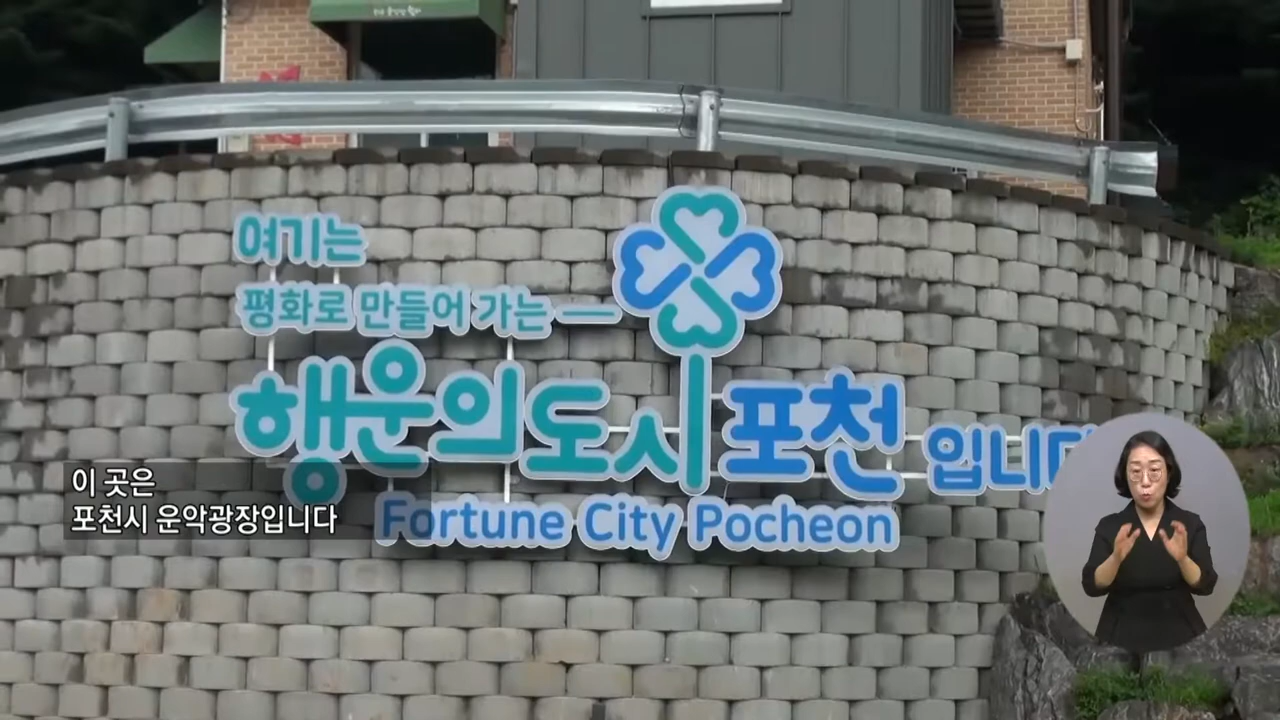 여기는
평화로 만들어 가는
행운의도시 포천 입니다
Fortune City Pocheon
이 곳은
포천시 운악광장입니다